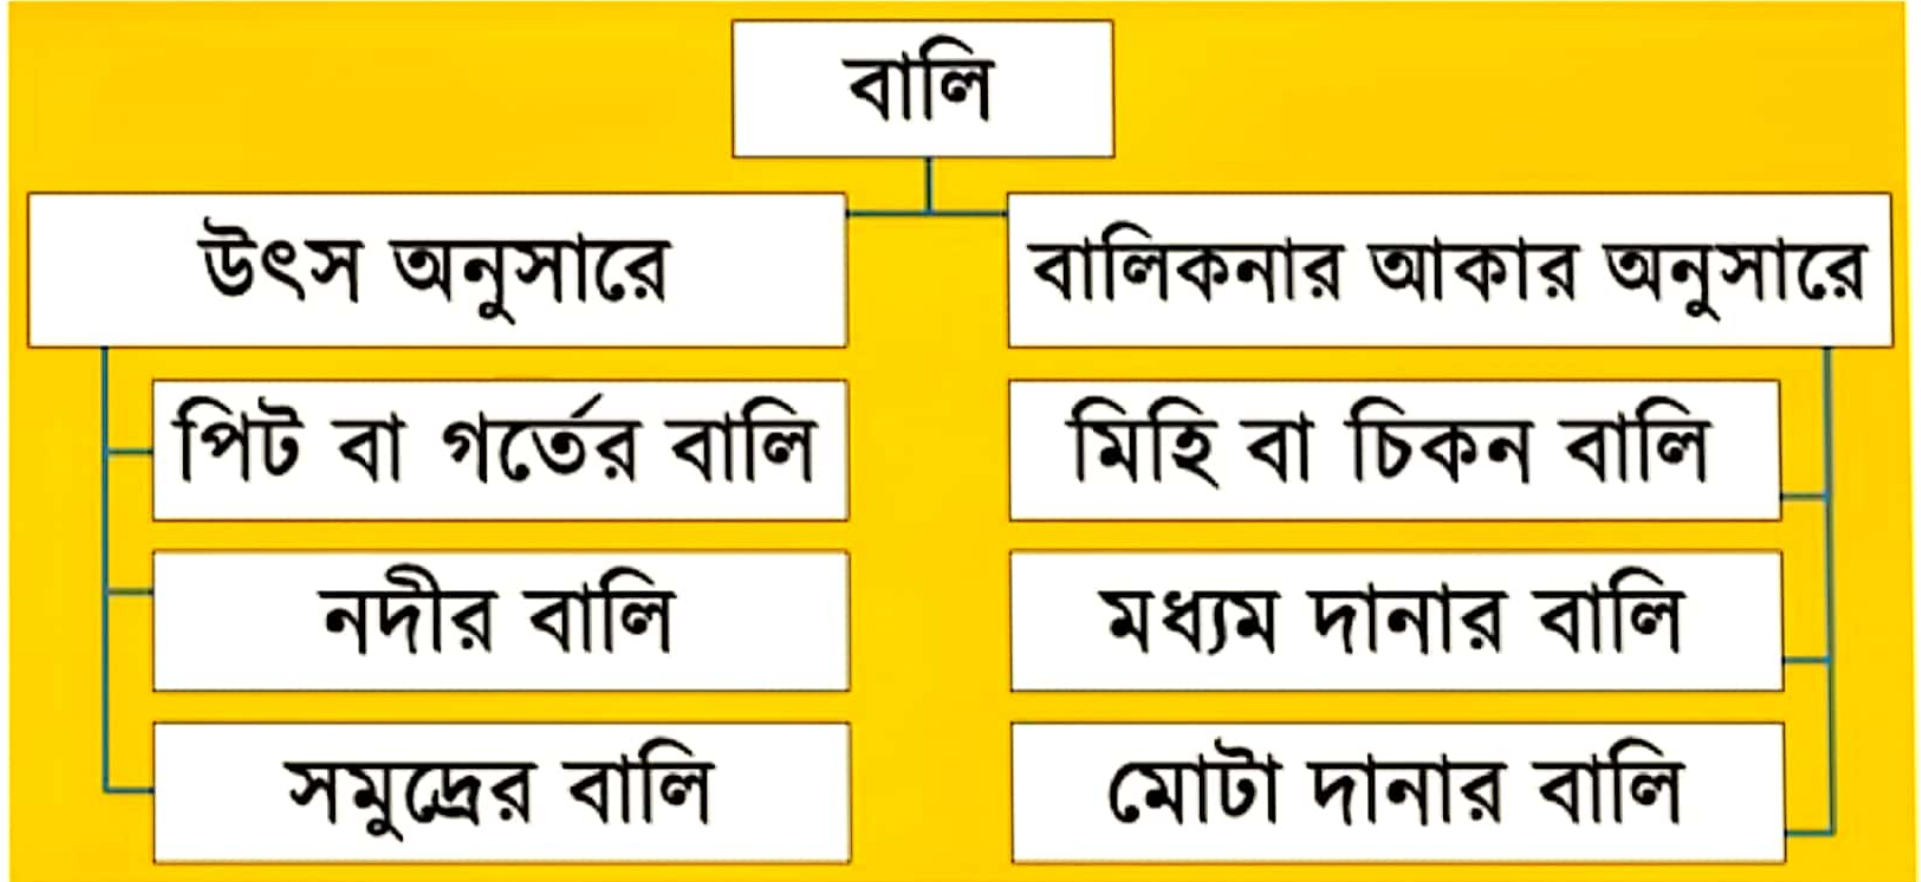 বালি
উৎস অনুসারে
পিট বা গর্তের বালি
নদীর বালি
সমুদ্রের বালি
বালিকনার আকার অনুসারে
মিহি বা চিকন বালি
মধ্যম দানার বালি
মোটা দানার বালি